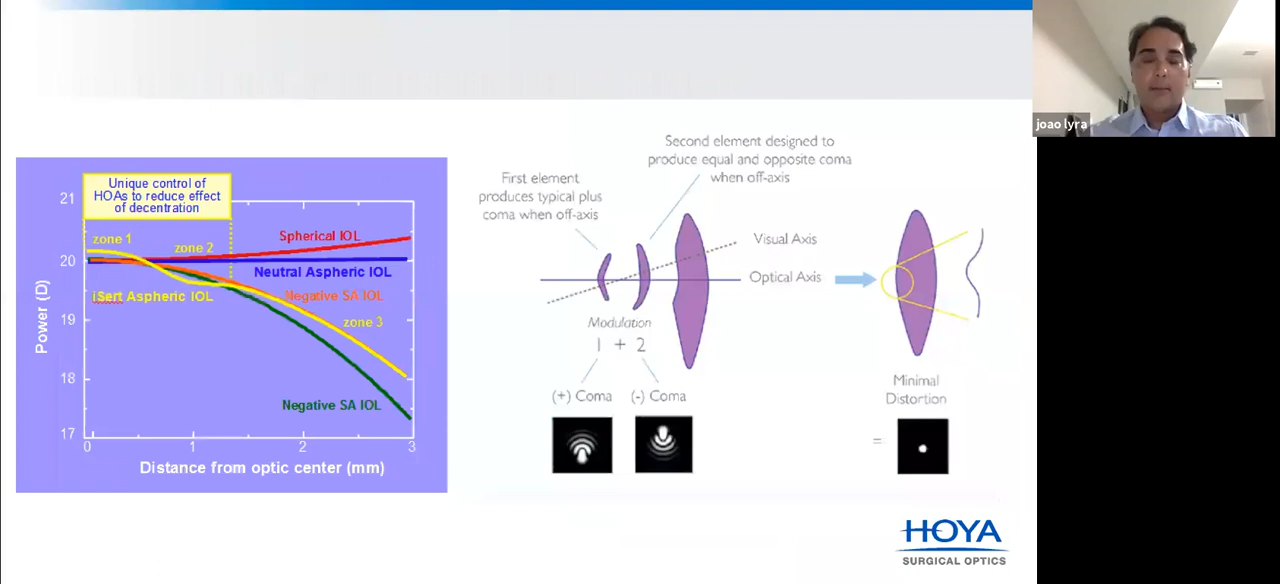 joao lyra
Unique control of
HOAs to reduce effect
of decentration
21
20
19
18
17
Power (D)
zone 1
zone 2
Spherical IOL
Neutral Aspheric IOL
iSert Aspheric IOL
Negative SA IOL
zone 3
Negative SA IOL
0
1
2
3
Distance from optic center (mm)
Second element designed to
produce equal and opposite coma
when off-axis
First element
produces typical plus
coma when off-axis
Visual Axis
Optical Axis
Modulation
1 + 2
(+) Coma
(-) Coma
Minimal
Distortion
=
HOYA
SURGICAL OPTICS